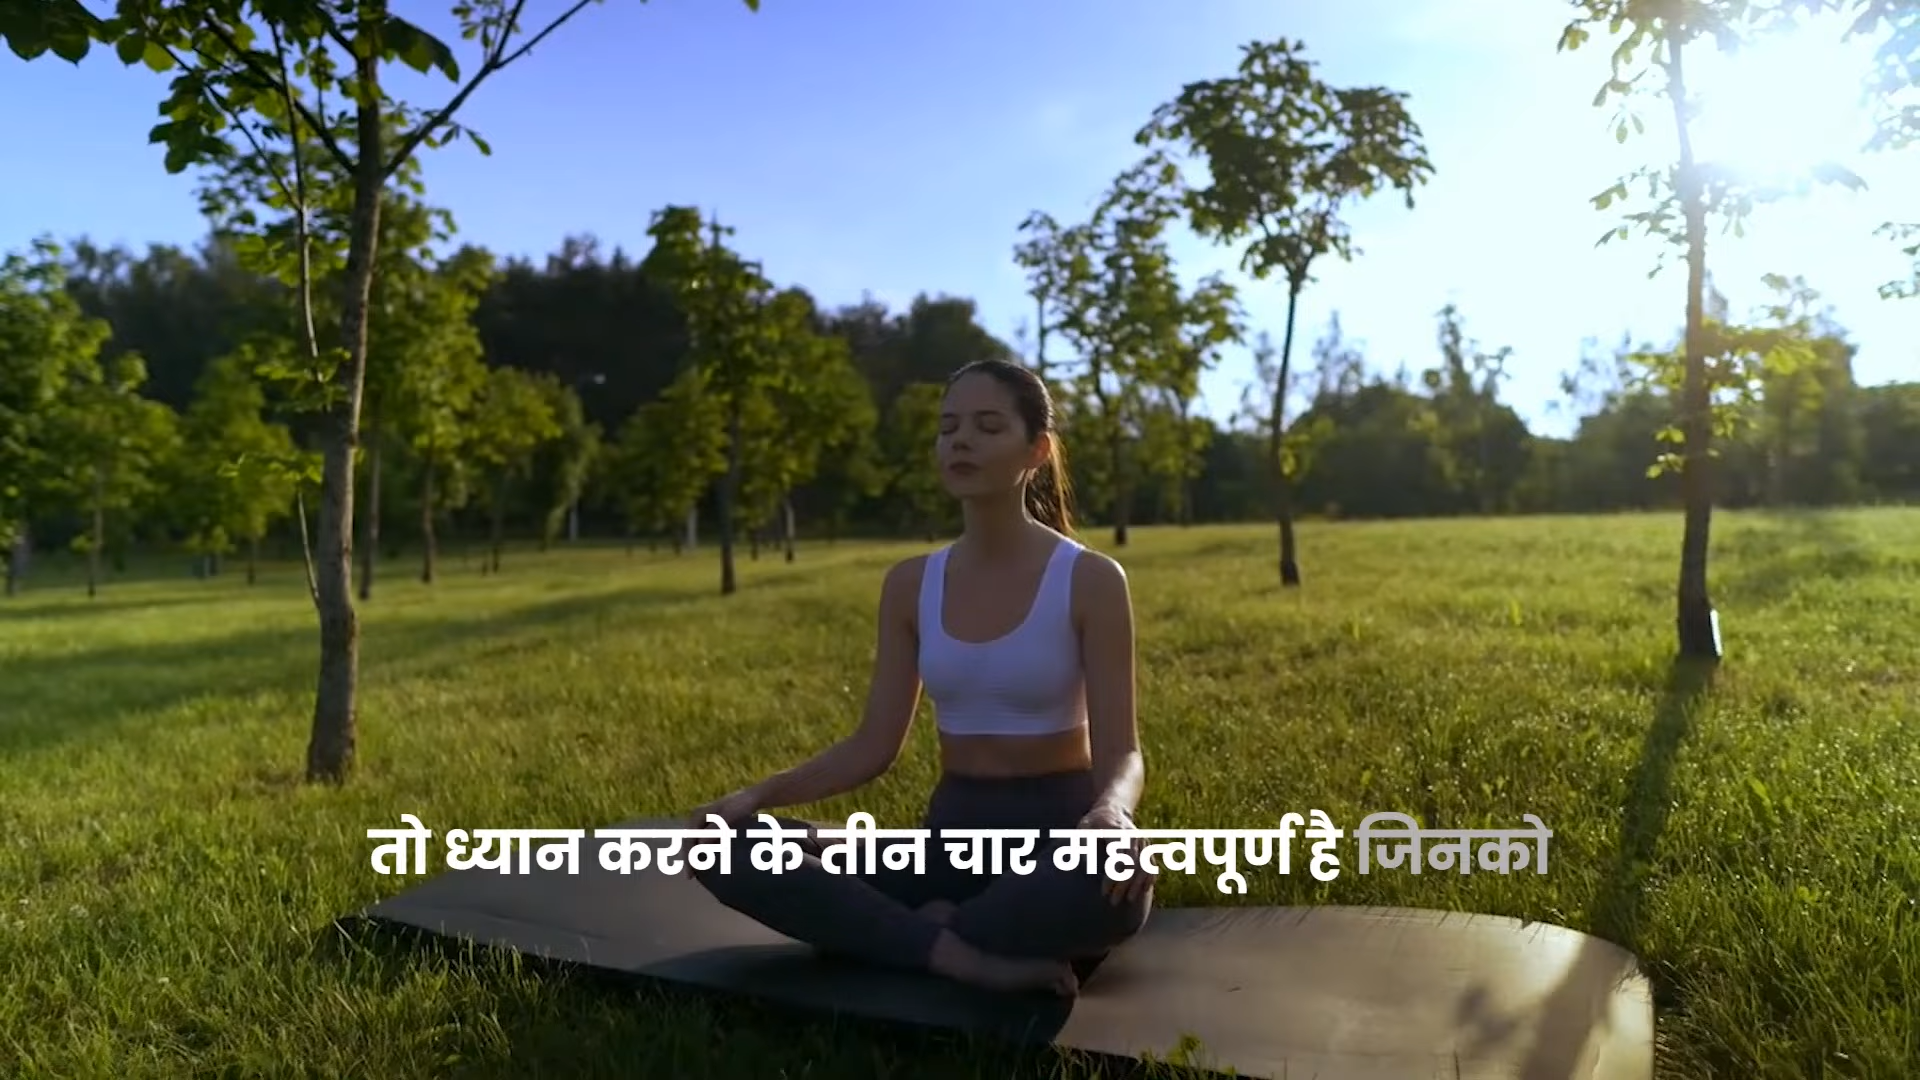 तो ध्यान करने के तीन चार महत्वपूर्ण है जिनको